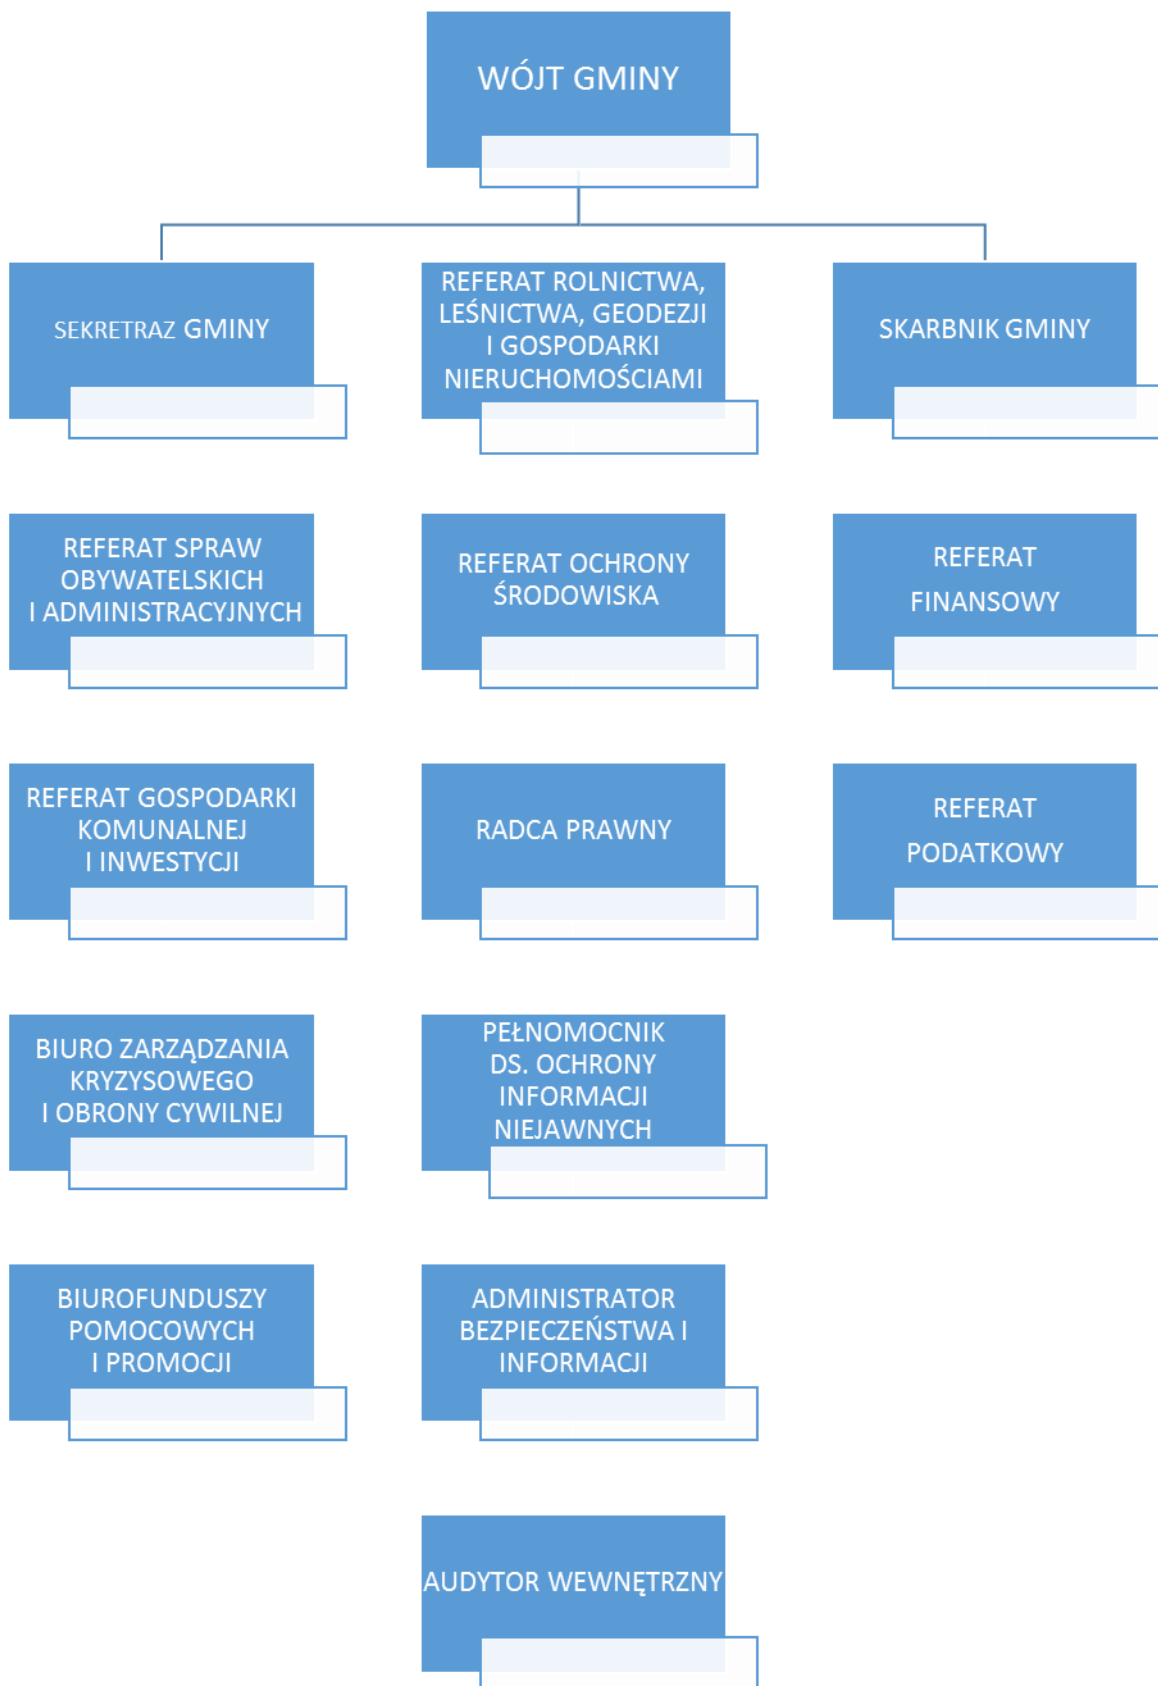 WÓJT GMINY
SEKRETRAZ GMINY
REFERAT ROLNICTWA,
LEŚNICTWA, GEODEZJI
I GOSPODARKI
NIERUCHOMOŚCIAMI
SKARBNIK GMINY
REFERAT SPRAW
OBYWATELSKICH
I ADMINISTRACYJNYCH
REFERAT OCHRONY
ŚRODOWISKA
REFERAT
FINANSOWY
REFERAT GOSPODARKI
KOMUNALNEJ
I INWESTYCJI
RADCA PRAWNY
REFERAT
PODATKOWY
BIURO ZARZĄDZANIA
KRYZYSOWEGO
I OBRONY CYWILNEJ
PEŁNOMOCNIK
DS. OCHRONY
INFORMACJI
NIEJAWNYCH
BIUROFUNDUSZY
POMOCOWYCH
I PROMOCJI
ADMINISTRATOR
BEZPIECZEŃSTWA I
INFORMACJI
AUDYTOR WEWNĘTRZNY